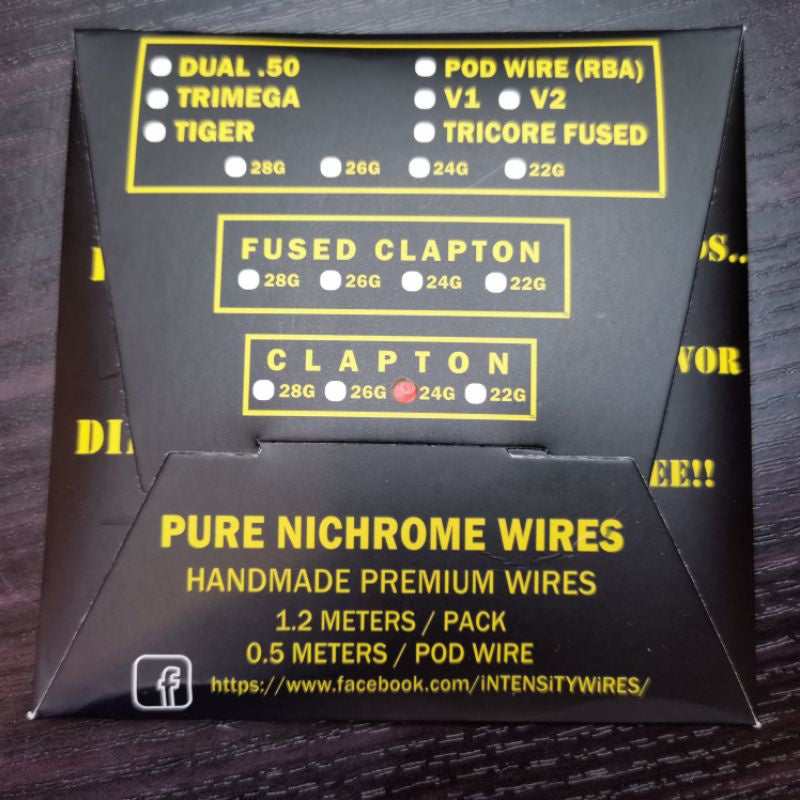 DUAL .50 POD WIRE (RBA)
TRIMEGA V1 V2
TIGER TRICORE FUSED
28G 26G 24G 22G
FUSED CLAPTON
28G 26G 24G 22G
CLAPTON
28G 26G 24G 22G
EE!!
PURE NICHROME WIRES
HANDMADE PREMIUM WIRES
1.2 METERS / PACK
0.5 METERS / POD WIRE
https://www.facebook.com/iNTENSiTYWiRES/